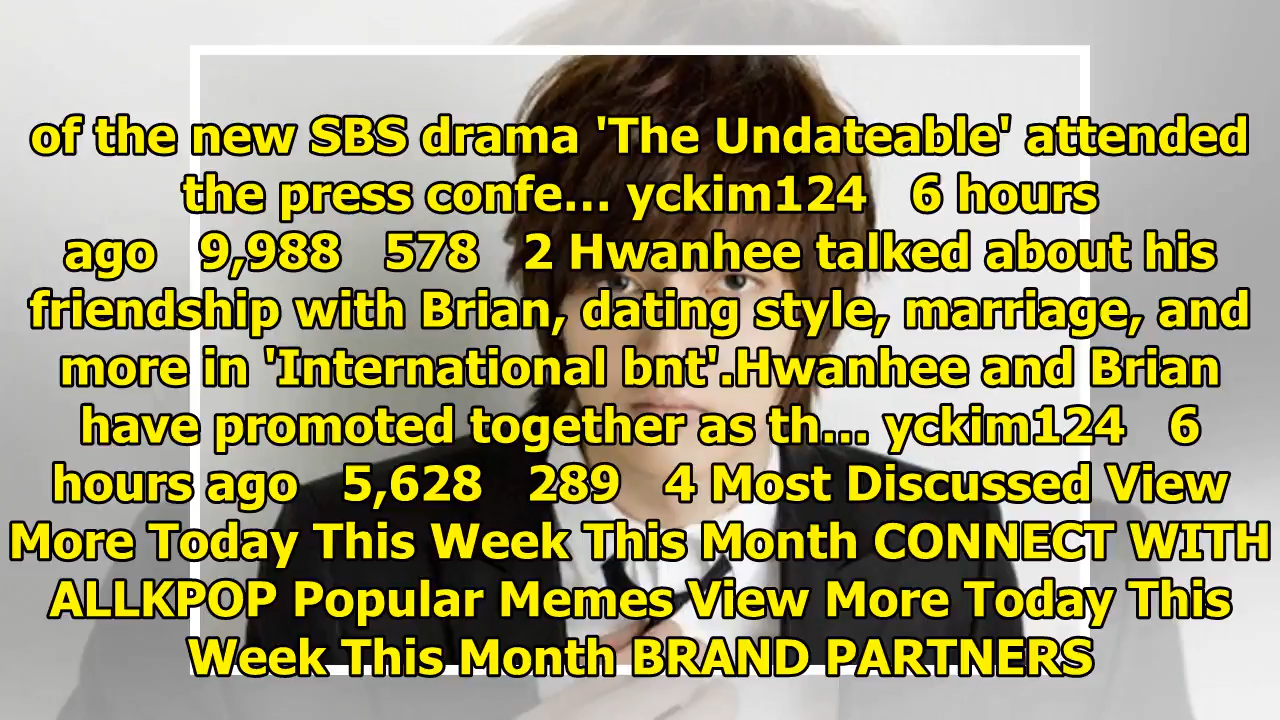 of the new SBS drama 'The Undateable' attended
the press confe... yckim124   6 hours
ago   9,988   578   2 Hwanhee talked about his
friendship with Brian, dating style, marriage, and
more in 'International bnt'.Hwanhee and Brian
have promoted together as th... yckim124   6
hours ago   5,628   289   4 Most Discussed View
More Today This Week This Month CONNECT WITH
ALLKPOP Popular Memes View More Today This
Week This Month BRAND PARTNERS